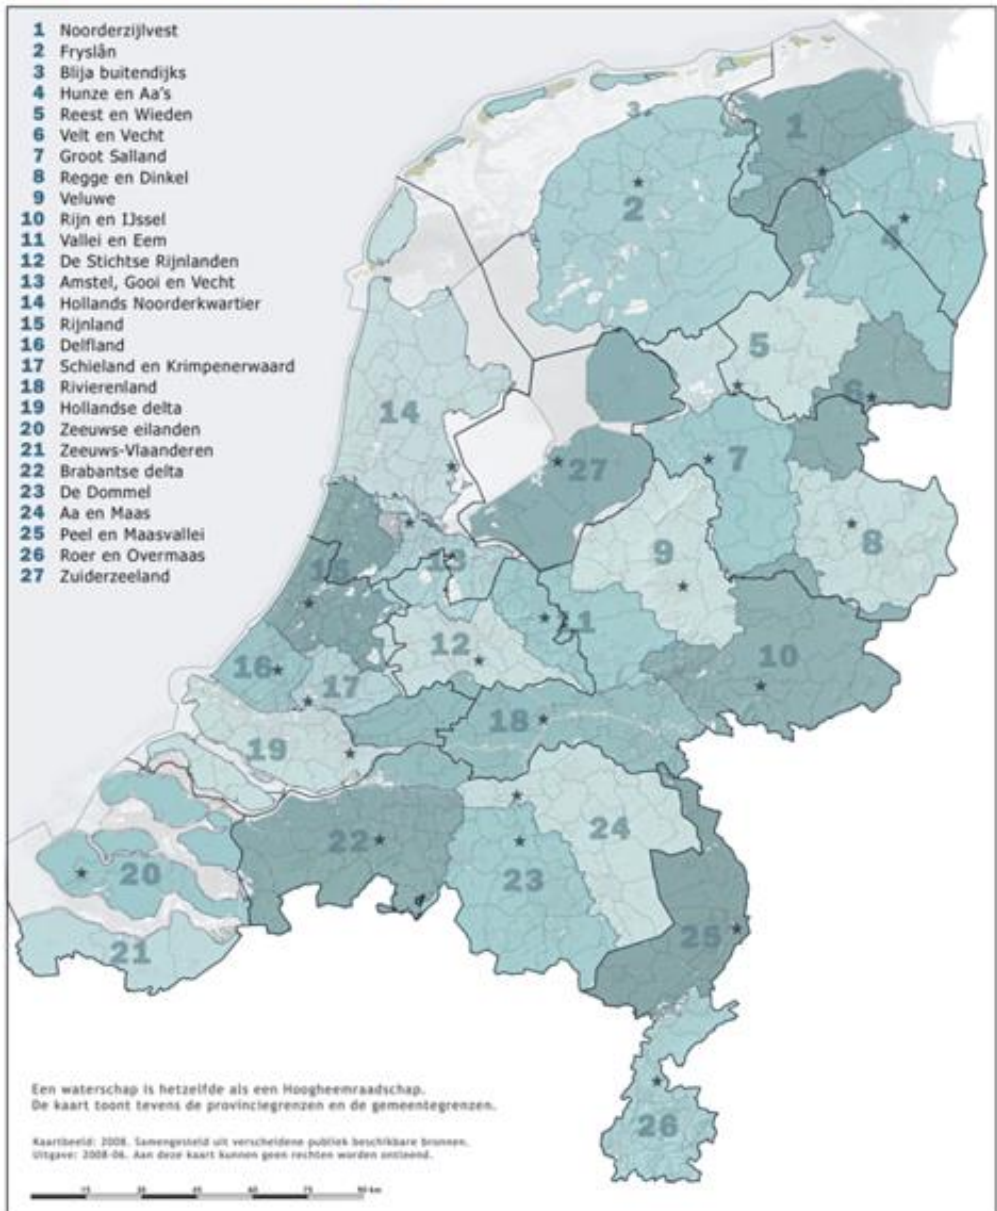 1 Noorderzijlvest
2 Fryslân
3 Blija buitendijks
4 Hunze en Aa's
5 Reest en Wieden
6 Velt en Vecht
7 Groot Salland
8 Regge en Dinkel
9 Veluwe
10 Rijn en IJssel
11 Vallei en Eem
12 De Stichtse Rijnlanden
13 Amstel, Gooi en Vecht
14 Hollands Noorderkwartier
15 Rijnland
16 Delfland
17 Schieland en Krimpenerwaard
18 Rivierenland
19 Hollandse delta
20 Zeeuwse eilanden
21 Zeeuws-Vlaanderen
22 Brabantse delta
23 De Dommel
24 Aa en Maas
25 Peel en Maasvallei
26 Roer en Overmaas
27 Zuiderzeeland
3
1
2
4
5
6
14
7
27
8
9
13
15
11
12
10
16
17
18
19
24
22
23
20
25
21
26
Een waterschap is hetzelfde als een Hoogheemraadschap.
De kaart toont tevens de provinciegrenzen en de gemeentegrenzen.
Kaartbeeld: 2008. Samengesteld uit verscheidene publiek beschikbare bronnen.
Uitgave: 2008-06. Aan deze kaart kunnen geen rechten worden ontleend.
15 30 45 60 75 90 km